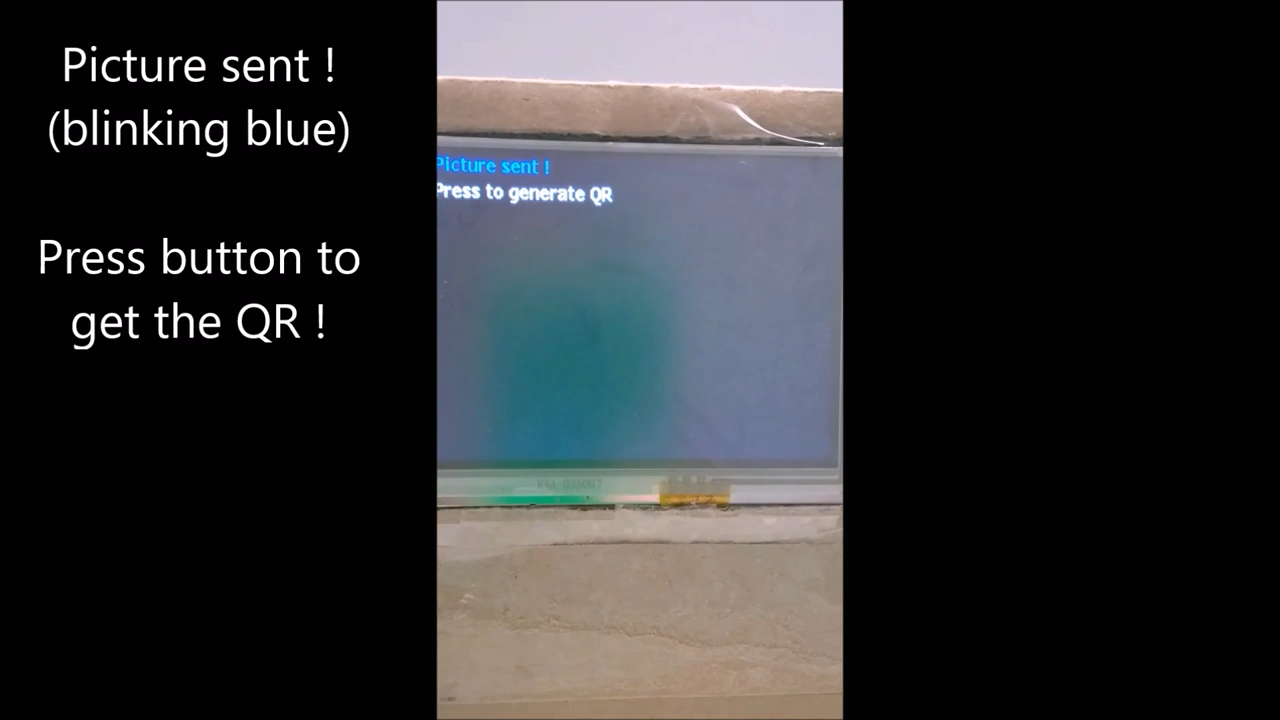 Picture sent !
(blinking blue)
Press button to
get the QR !
Picture sent !
Press to generate QR